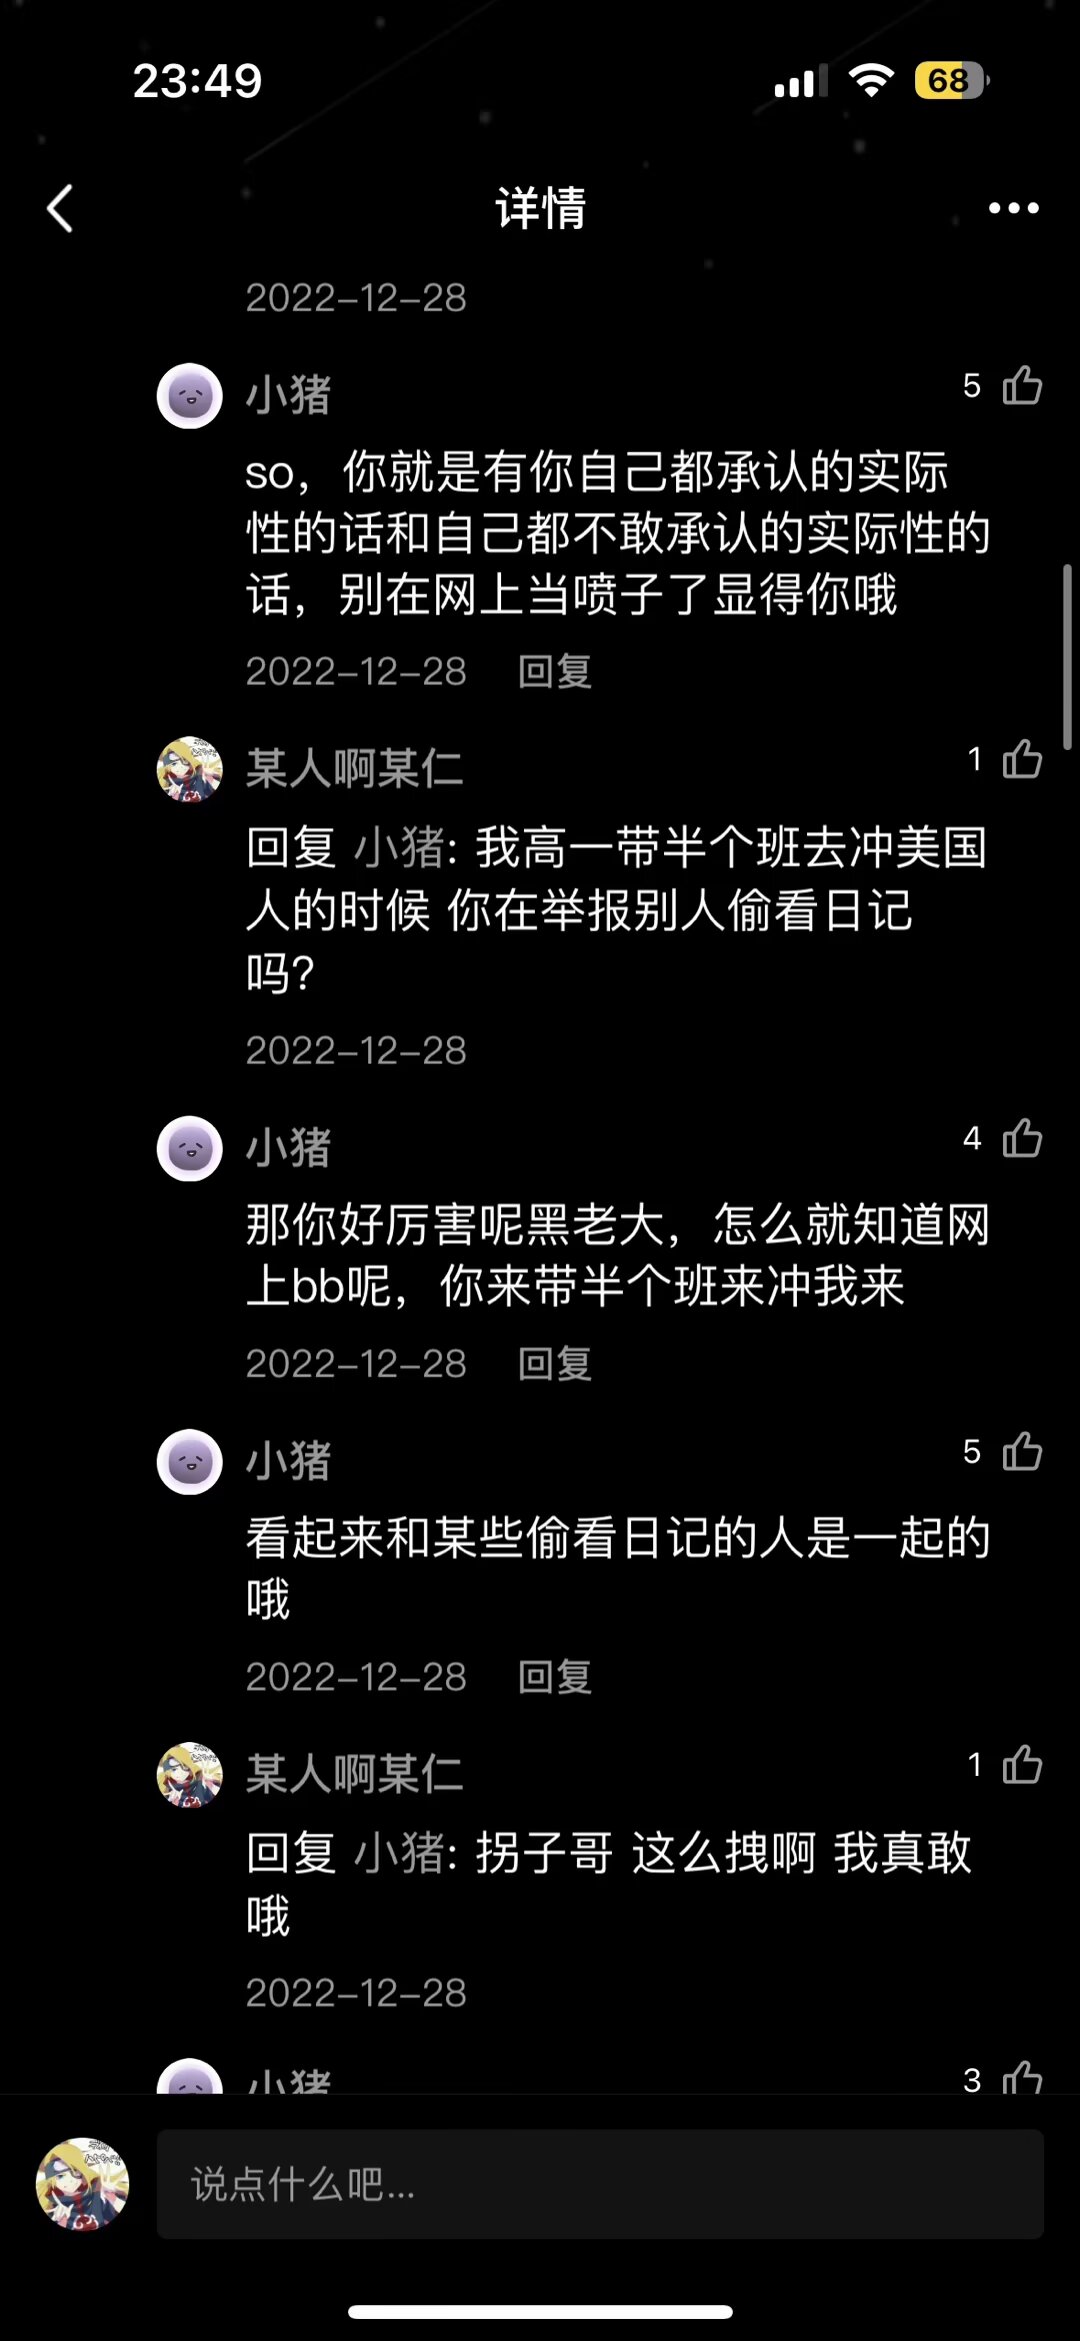 23:49
68
详情
2022-12-28
小猪
5
so，你就是有你自己都承认的实际
性的话和自己都不敢承认的实际性的
话，别在网上当喷子了显得你哦
2022-12-28 回复
某人啊某仁
1
回复 小猪: 我高一带半个班去冲美国
人的时候 你在举报别人偷看日记
吗？
2022-12-28
小猪
4
那你好厉害呢黑老大，怎么就知道网
上bb呢，你来带半个班来冲我来
2022-12-28 回复
小猪
5
看起来和某些偷看日记的人是一起的
哦
2022-12-28 回复
某人啊某仁
1
回复 小猪: 拐子哥 这么拽啊 我真敢
哦
2022-12-28
小猪
3
说点什么吧...